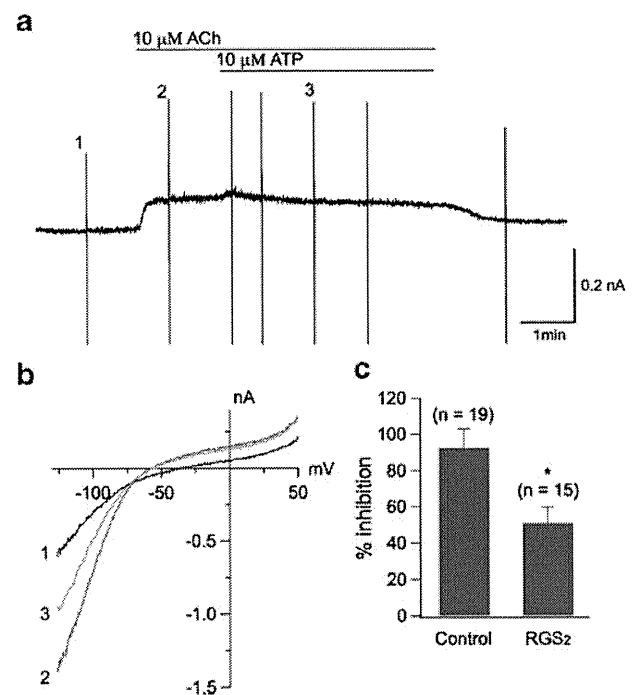 a
10 μM ACh
10 μM ATP
2
3
1
0.2 nA
1min
b
nA
mV
-100
-50
50
-0.5
-1.0
-1.5
1
3
2
c
120
100
80
60
40
20
0
% inhibition
(n = 19)
*
(n = 15)
Control
RGS2